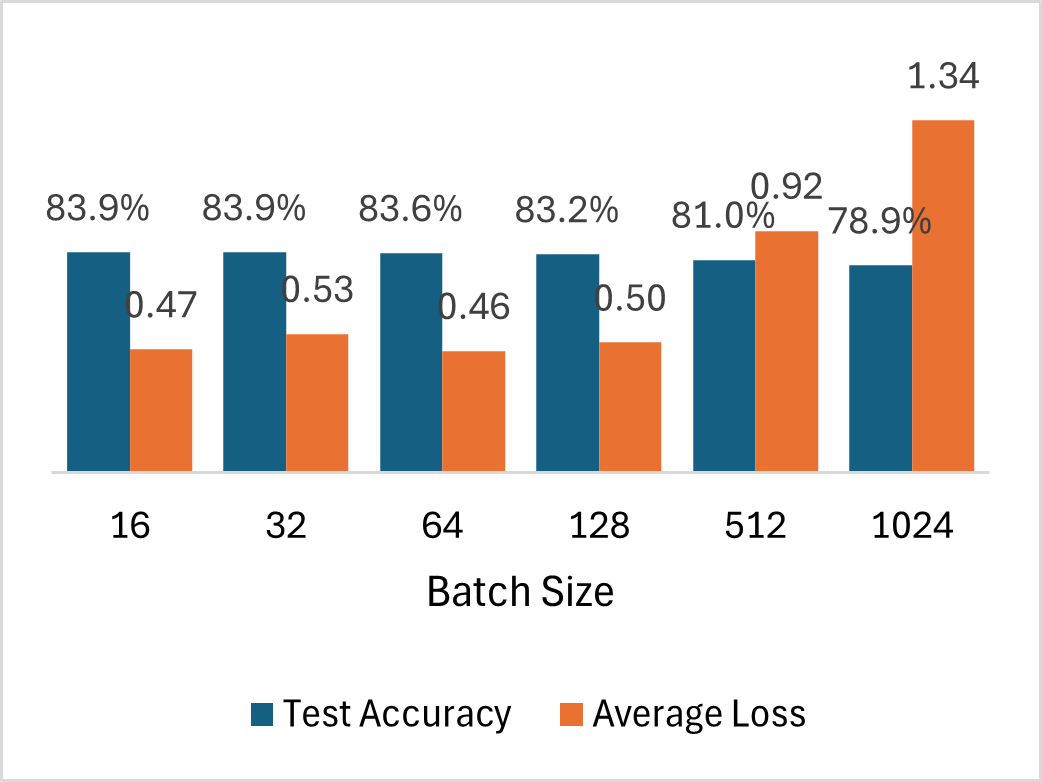 1.34
83.9% 83.9% 83.6% 83.2% 81.0% 0.92 78.9%
0.47 0.53 0.46 0.50
16 32 64 128 512 1024
Batch Size
Test Accuracy Average Loss